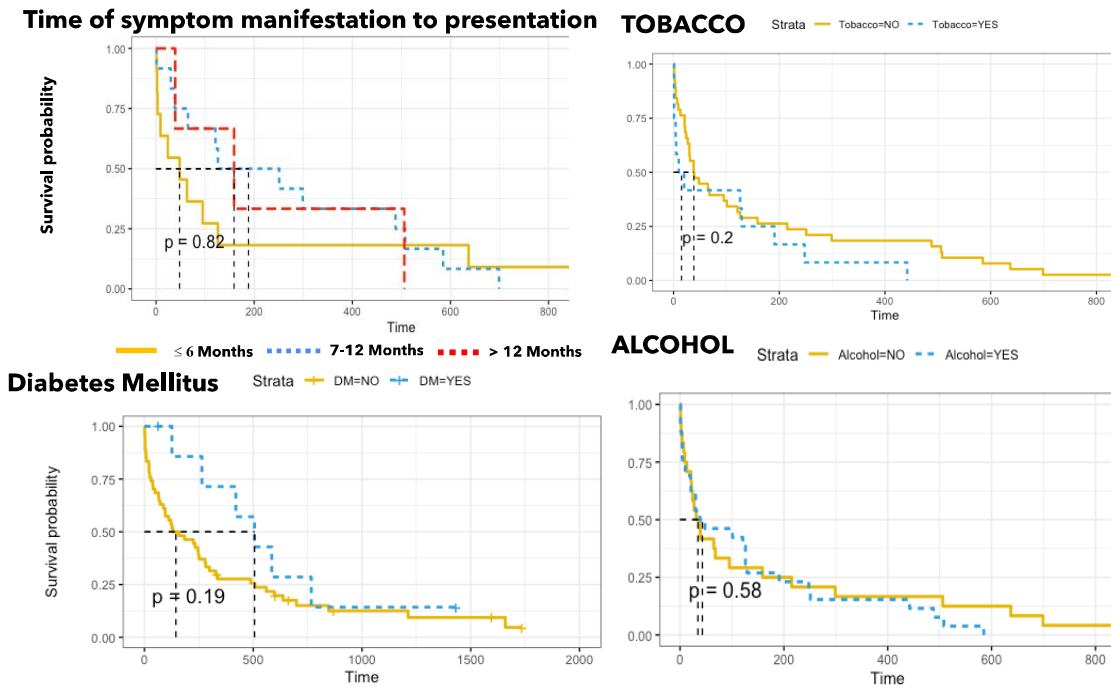 Time of symptom manifestation to presentation
1.00
0.75
0.50
0.25
0.00
Survival probability
p = 0.82
0 200 400 600 800
Time
≤ 6 Months 7-12 Months > 12 Months
TOBACCO
Strata Tobacco=NO Tobacco=YES
1.00
0.75
0.50
0.25
0.00
p = 0.2
0 200 400 600 800
Time
Diabetes Mellitus
Strata DM=NO DM=YES
1.00
0.75
0.50
0.25
0.00
Survival probability
p = 0.19
0 500 1000 1500 2000
Time
ALCOHOL
Strata Alcohol=NO Alcohol=YES
1.00
0.75
0.50
0.25
0.00
p = 0.58
0 200 400 600 800
Time